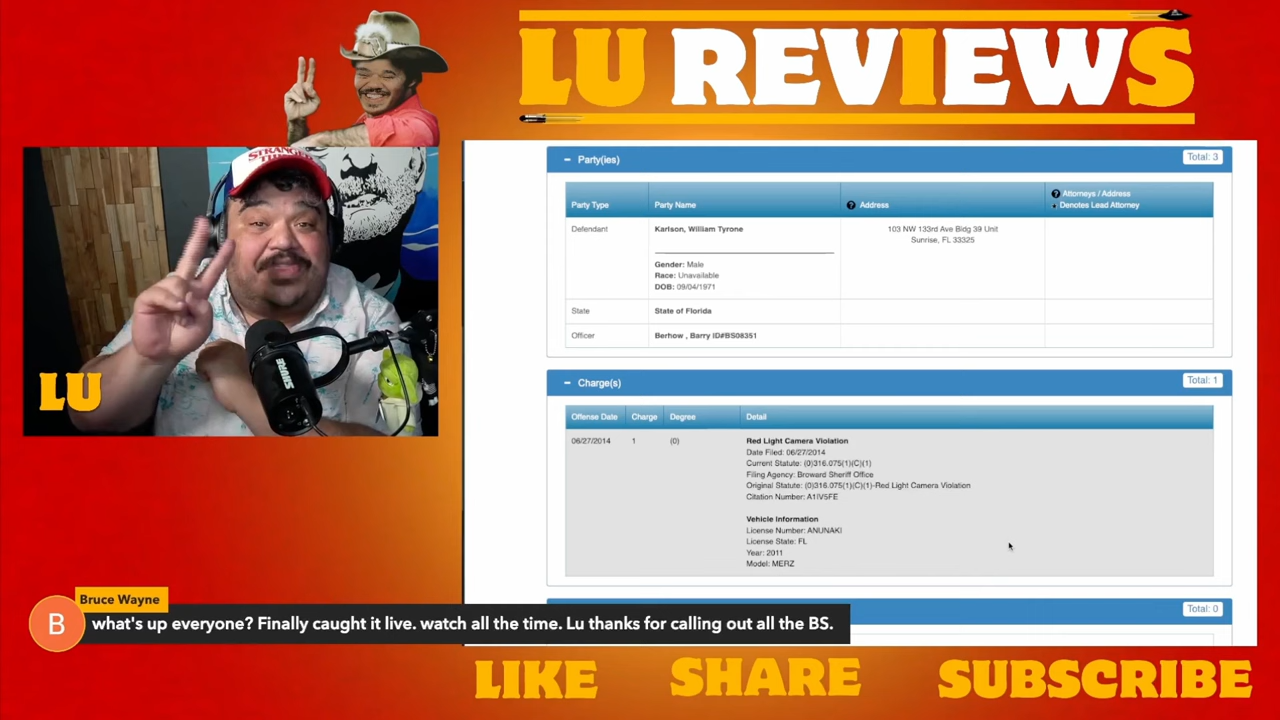 LU REVIEWS
STRANGER
THINGS
SHURE
LU
Party(ies)
Total: 3
Party Type
Party Name
Address
Attorneys / Address
Denotes Lead Attorney
Defendant
Karlson, William Tyrone
103 NW 133rd Ave Bldg 39 Unit
Sunrise, FL 33325
Gender: Male
Race: Unavailable
DOB: 09/04/1971
State
State of Florida
Officer
Berhow , Barry ID#BS08351
Charge(s)
Total: 1
Offense Date
Charge
Degree
Detail
06/27/2014
1
(0)
Red Light Camera Violation
Date Filed: 06/27/2014
Current Statute: (0)316.075(1)(C)(1)
Filing Agency: Broward Sheriff Office
Original Statute: (0)316.075(1)(C)(1)-Red Light Camera Violation
Citation Number: A1IV5FE
Vehicle Information
License Number: ANUNAKI
License State: FL
Year: 2011
Model: MERZ
Total: 0
Bruce Wayne
B
what's up everyone? Finally caught it live. watch all the time. Lu thanks for calling out all the BS.
LIKE SHARE SUBSCRIBE